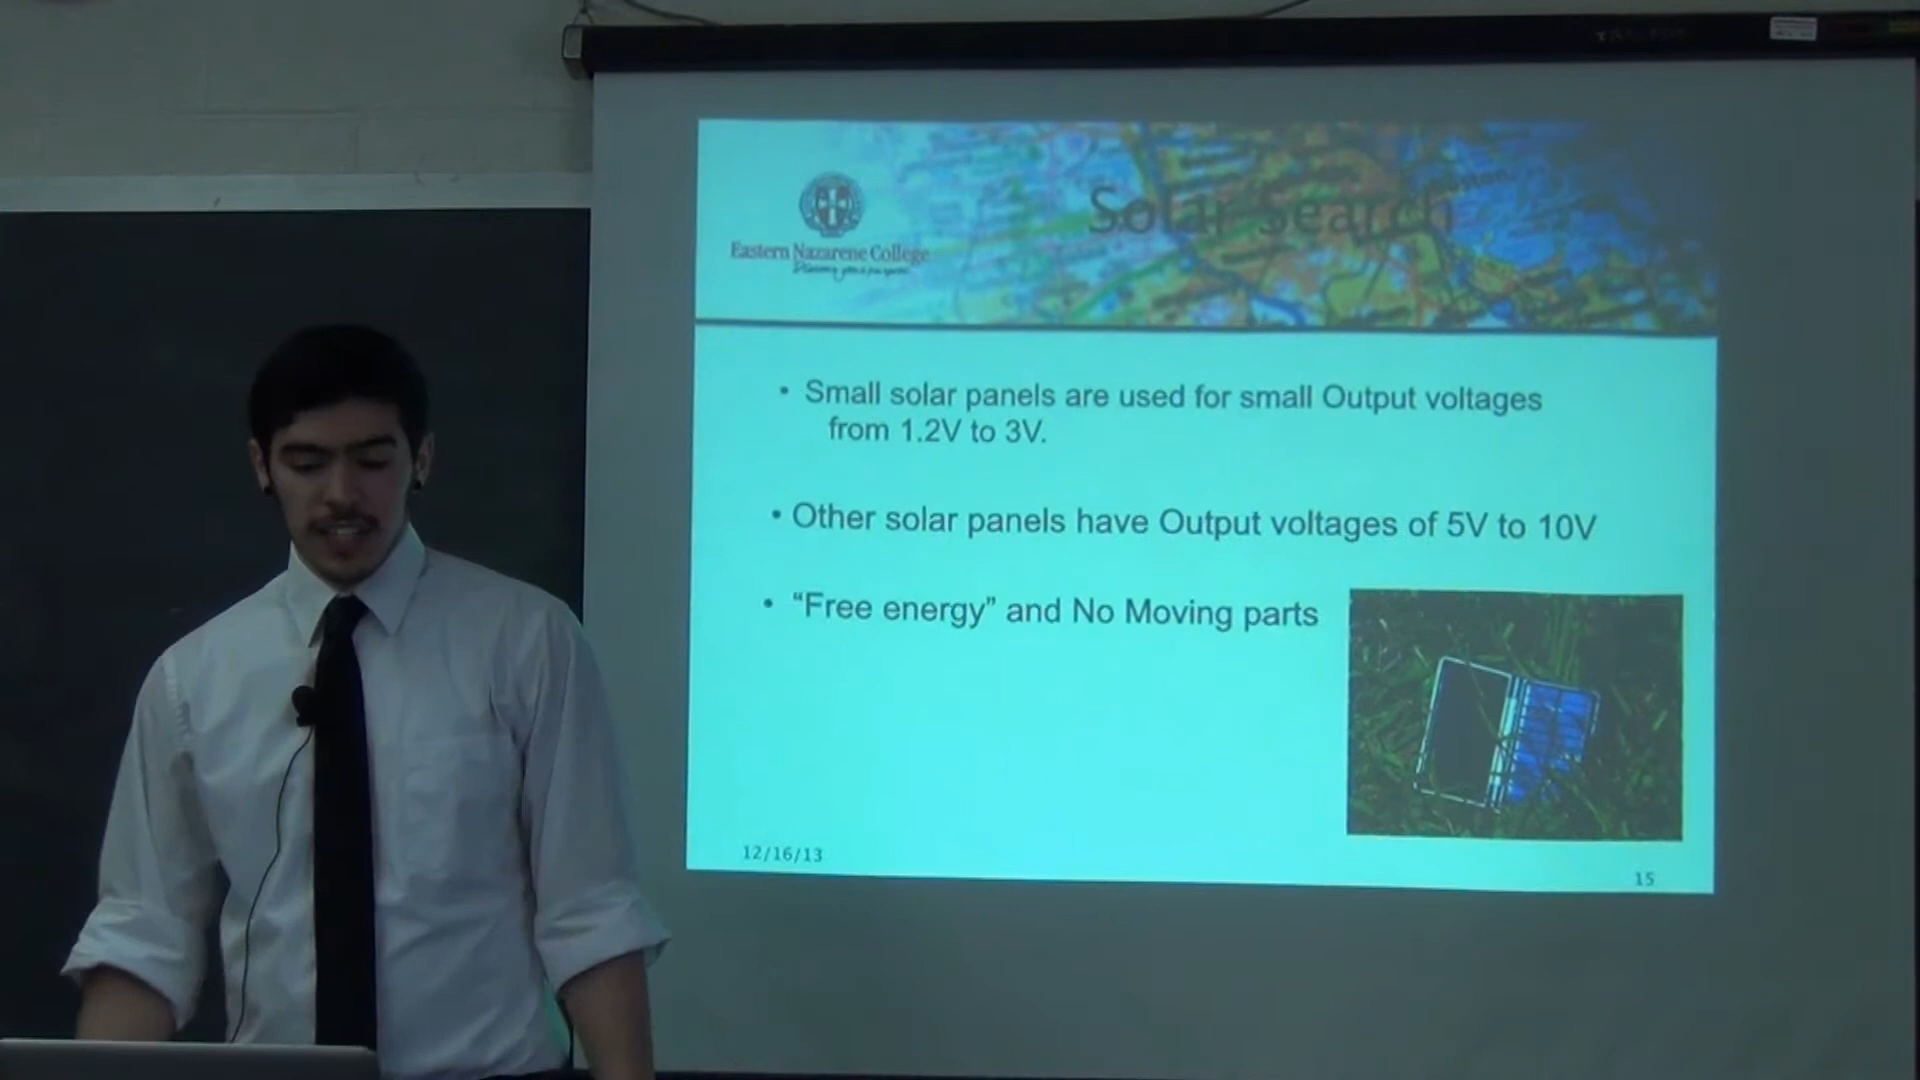 Solar Search
Eastern Nazarene College
• Small solar panels are used for small Output voltages
from 1.2V to 3V.
• Other solar panels have Output voltages of 5V to 10V
• “Free energy” and No Moving parts
12/16/13
15